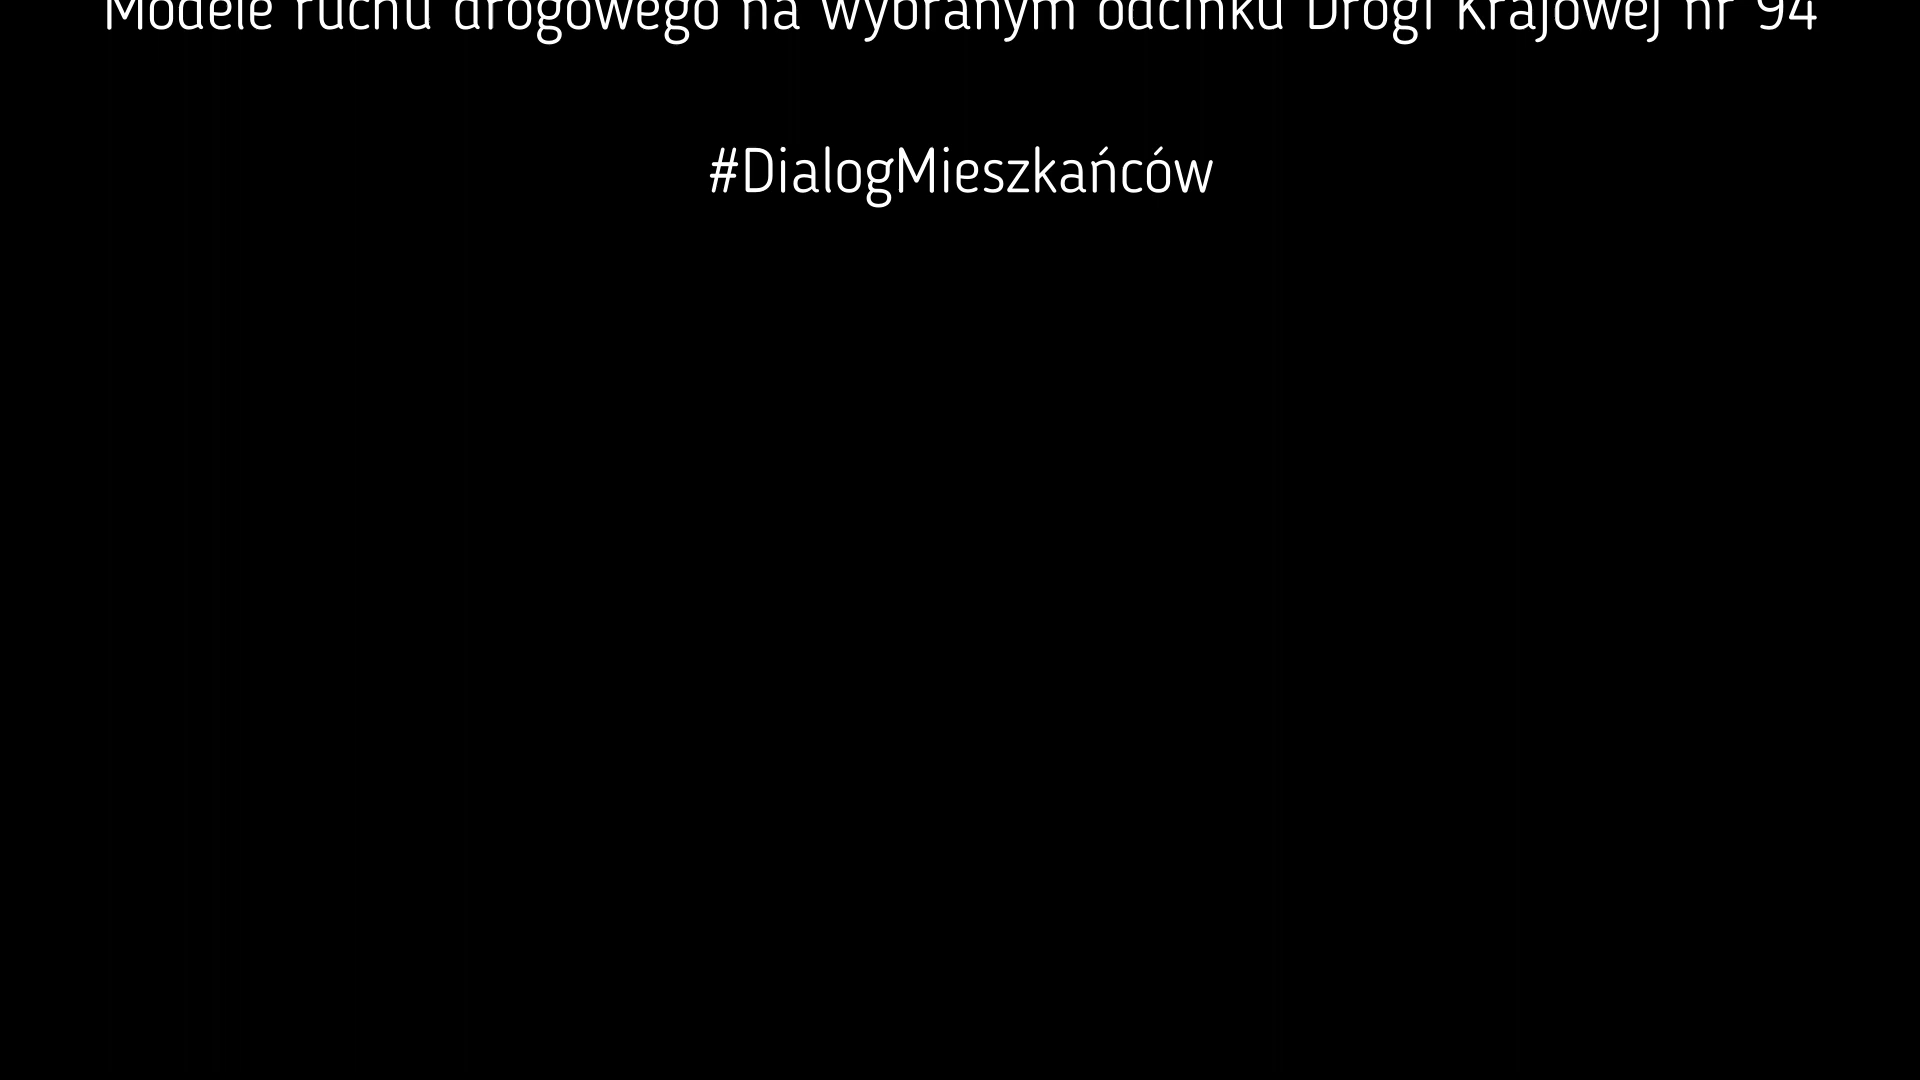 Modele ruchu drogowego na wybranym odcinku Drogi Krajowej nr 94
#DialogMieszkańców